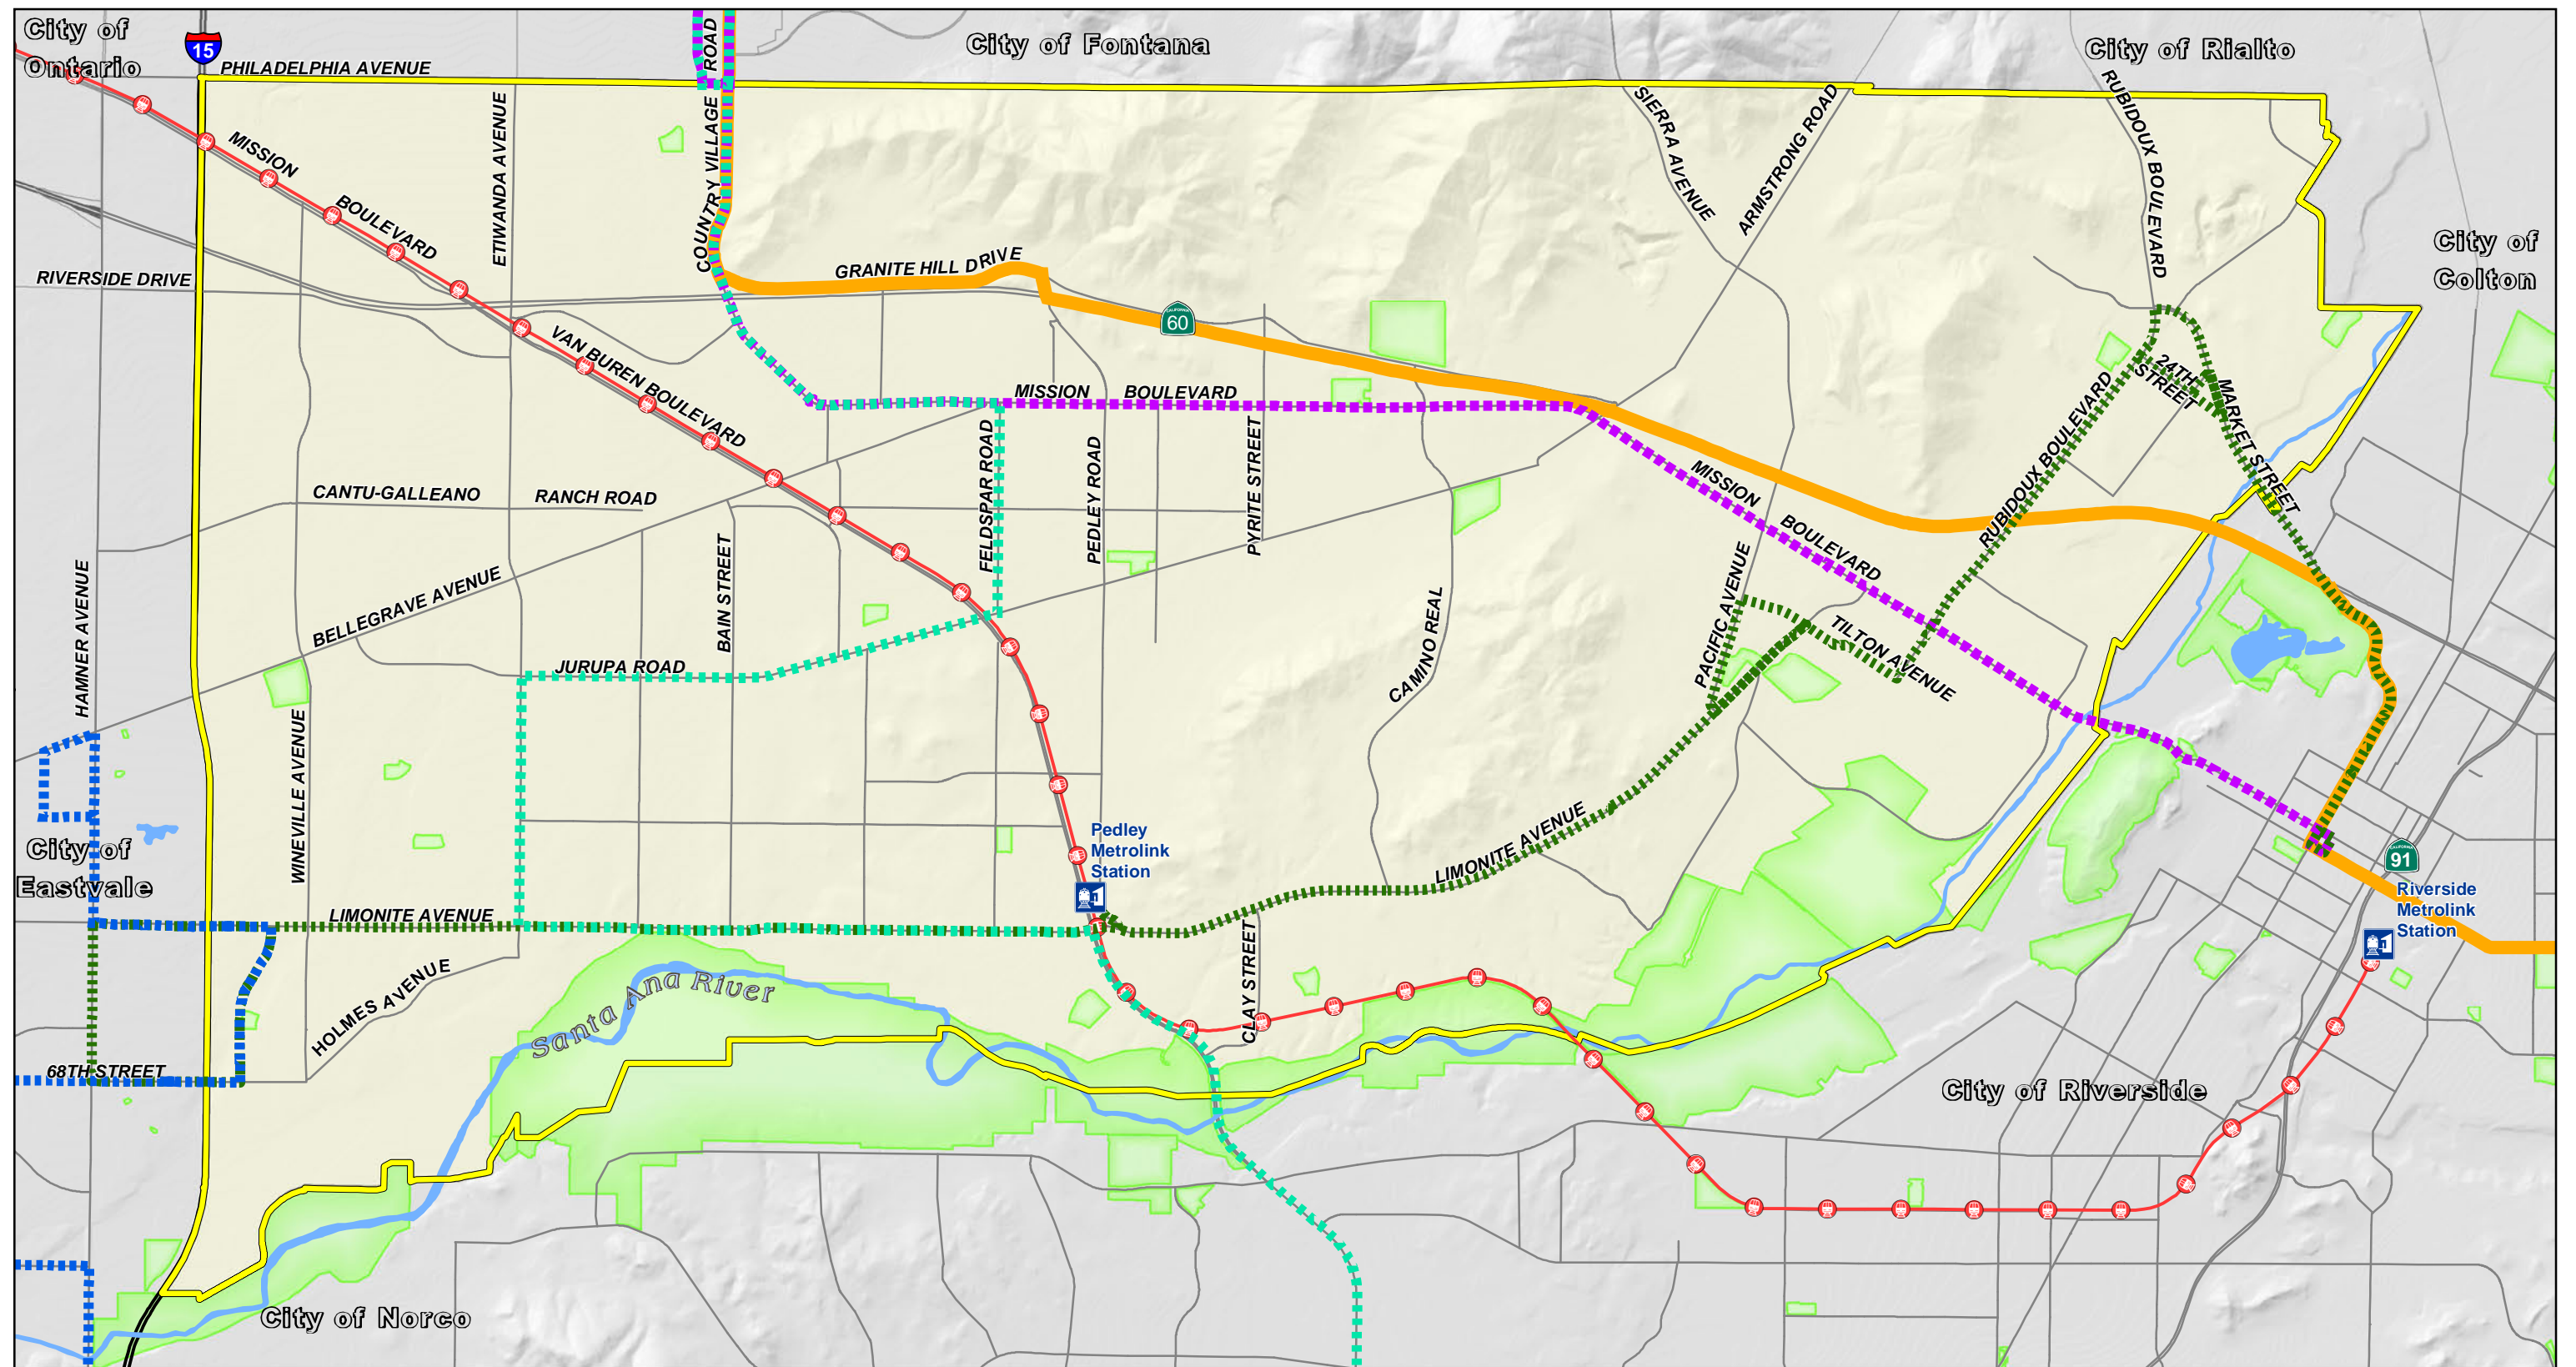 City of
Ontario
15
PHILADELPHIA AVENUE
ROAD
City of Fontana
City of Rialto
MISSION
BOULEVARD
ETIWANDA AVENUE
COUNTRY VILLAGE
SIERRA AVENUE
ARMSTRONG ROAD
RUBIDOUX BOULEVARD
City of
Colton
RIVERSIDE DRIVE
GRANITE HILL DRIVE
CALIFORNIA
60
VAN BUREN BOULEVARD
MISSION BOULEVARD
24TH
STREET
MARKET STREET
RUBIDOUX BOULEVARD
CANTU-GALLEANO RANCH ROAD
FELDSPAR ROAD
PEDLEY ROAD
PYRITE STREET
MISSION
BOULEVARD
HAMNER AVENUE
BELLEGRAVE AVENUE
BAIN STREET
JURUPA ROAD
CAMINO REAL
PACIFIC AVENUE
TILTON AVENUE
WINEVILLE AVENUE
City of
Eastvale
Pedley
Metrolink
Station
LIMONITE AVENUE
CALIFORNIA
91
Riverside
Metrolink
Station
LIMONITE AVENUE
HOLMES AVENUE
Santa Ana River
CLAY STREET
68TH STREET
City of Riverside
City of Norco